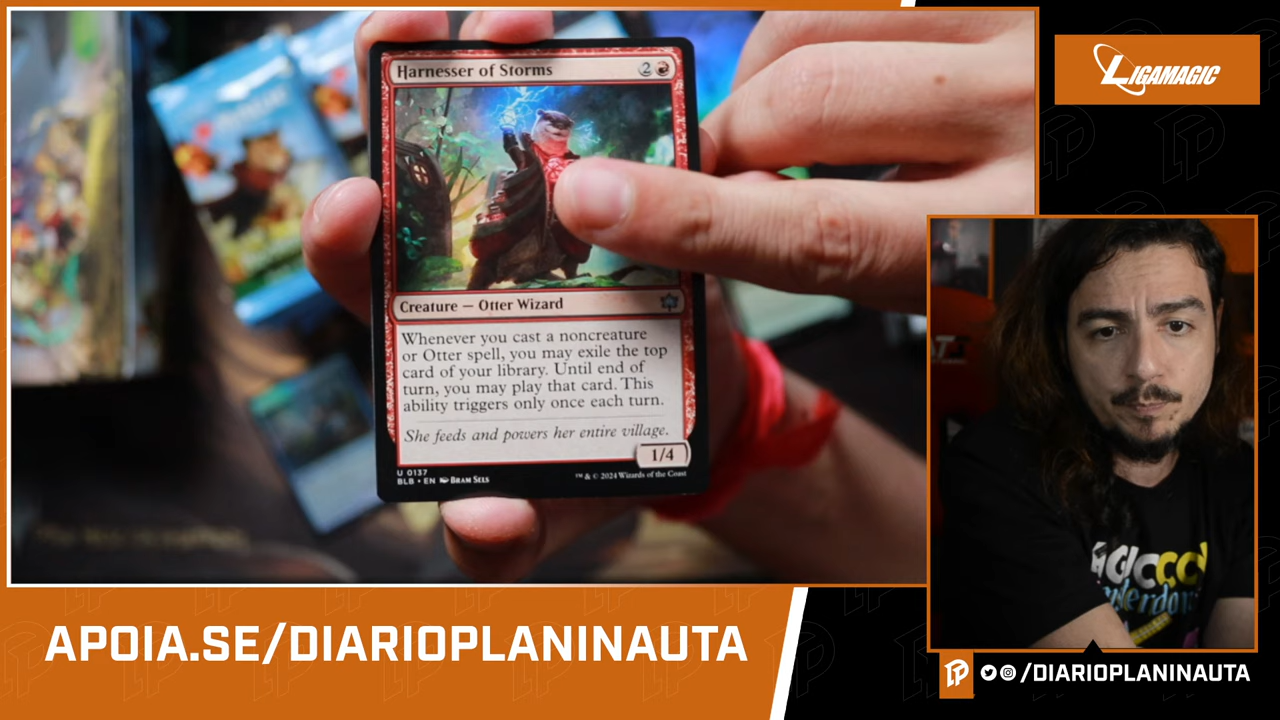 Harnesser of Storms
2
Creature — Otter Wizard
Whenever you cast a noncreature
or Otter spell, you may exile the top
card of your library. Until end of
turn, you may play that card. This
ability triggers only once each turn.
She feeds and powers her entire village.
1/4
U 0137
BLB • EN BRAM SELS
™ & © 2024 Wizards of the Coast
LIGAMAGIC
APOIA.SE/DIARIOPLANINAUTA
/DIARIOPLANINAUTA